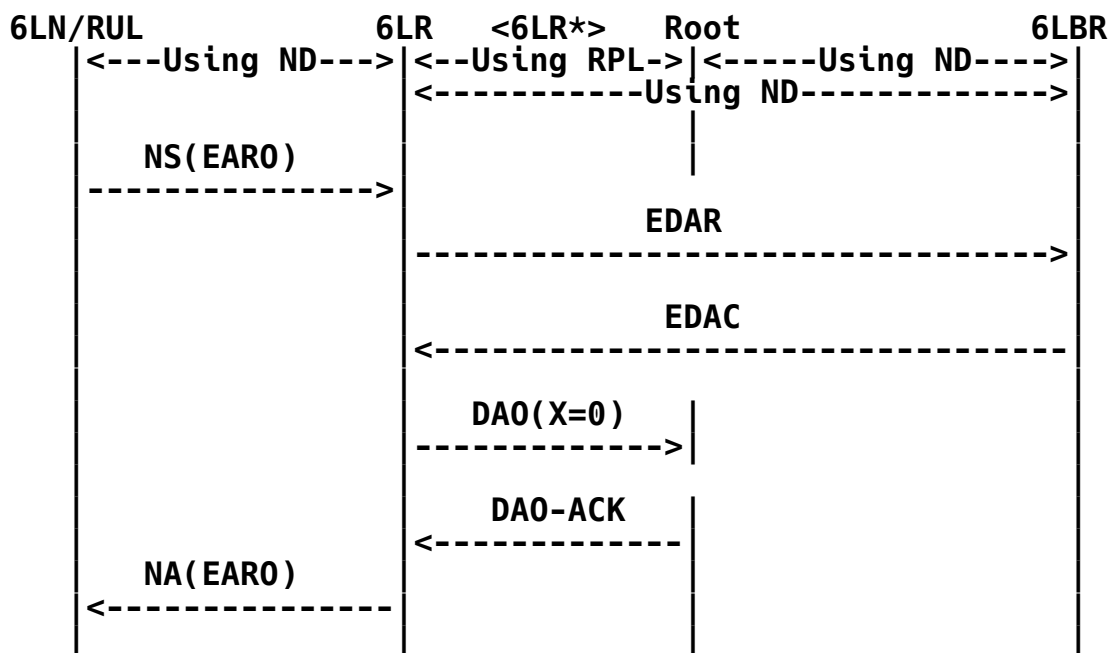 6LN/RUL 6LR <6LR*> Root 6LBR
|<---Using ND--->|<--Using RPL->|<-----Using ND---->|
|<-----------Using ND------------->|
NS(EARO)
|--------------->|
EDAR
|--------------------------------->|
EDAC
|<---------------------------------|
DAO(X=0)
|------------->|
DAO-ACK
|<-------------|
NA(EARO)
|<---------------|